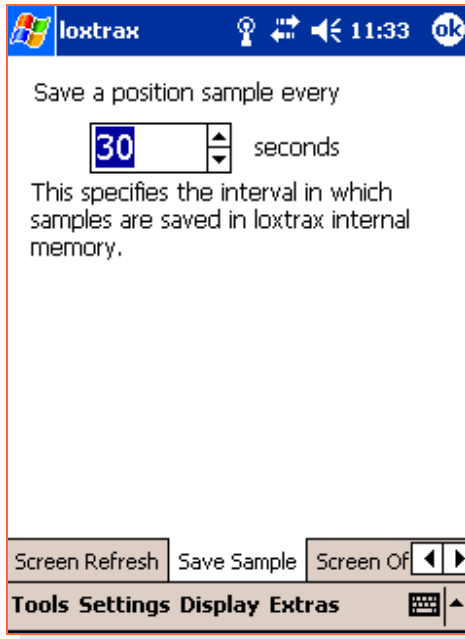 loxtrax 11:33 ok
Save a position sample every
30 seconds
This specifies the interval in which
samples are saved in loxtrax internal
memory.
Screen Refresh Save Sample Screen Of
Tools Settings Display Extras